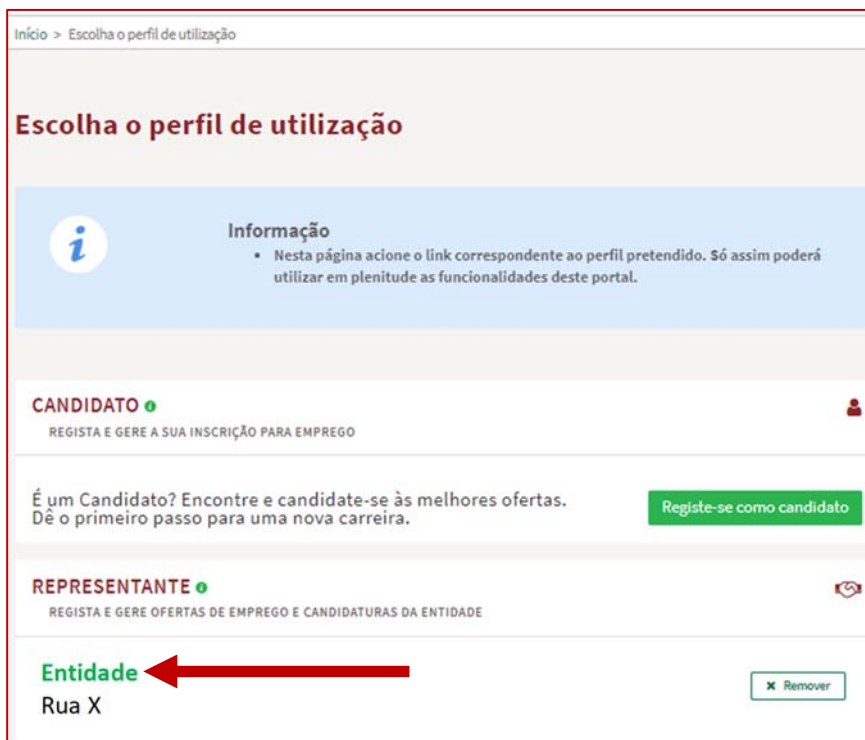 Início > Escolha o perfil de utilização
Escolha o perfil de utilização
Informação
• Nesta página acione o link correspondente ao perfil pretendido. Só assim poderá
utilizar em plenitude as funcionalidades deste portal.
CANDIDATO
REGISTA E GERE A SUA INSCRIÇÃO PARA EMPREGO
É um Candidato? Encontre e candidate-se às melhores ofertas.
Dê o primeiro passo para uma nova carreira.
Registe-se como candidato
REPRESENTANTE
REGISTA E GERE OFERTAS DE EMPREGO E CANDIDATURAS DA ENTIDADE
Entidade
Rua X
✖ Remover